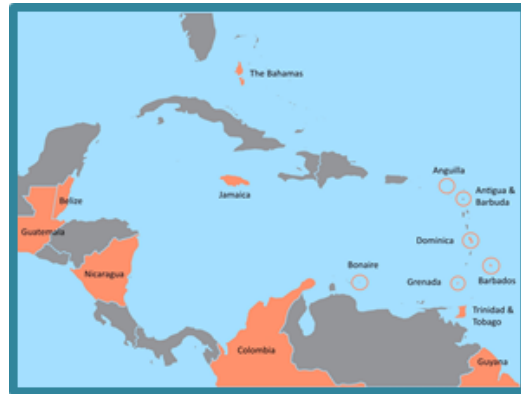 The Bahamas
Anguilla
Antigua &
Barbuda
Jamaica
Belize
Guatemala
Dominica
Bonaire
Nicaragua
Grenada
Barbados
Trinidad &
Tobago
Colombia
Guyana